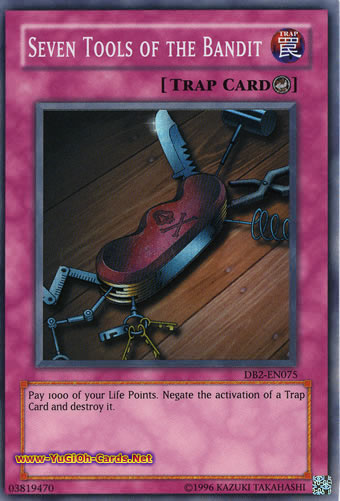 SEVEN TOOLS OF THE BANDIT
TRAP
罠
[TRAP CARD]
DB2-EN075
Pay 1000 of your Life Points. Negate the activation of a Trap
Card and destroy it.
www-YuGiOh-Cards.Net
03819470
©1996 KAZUKI TAKAHASHI